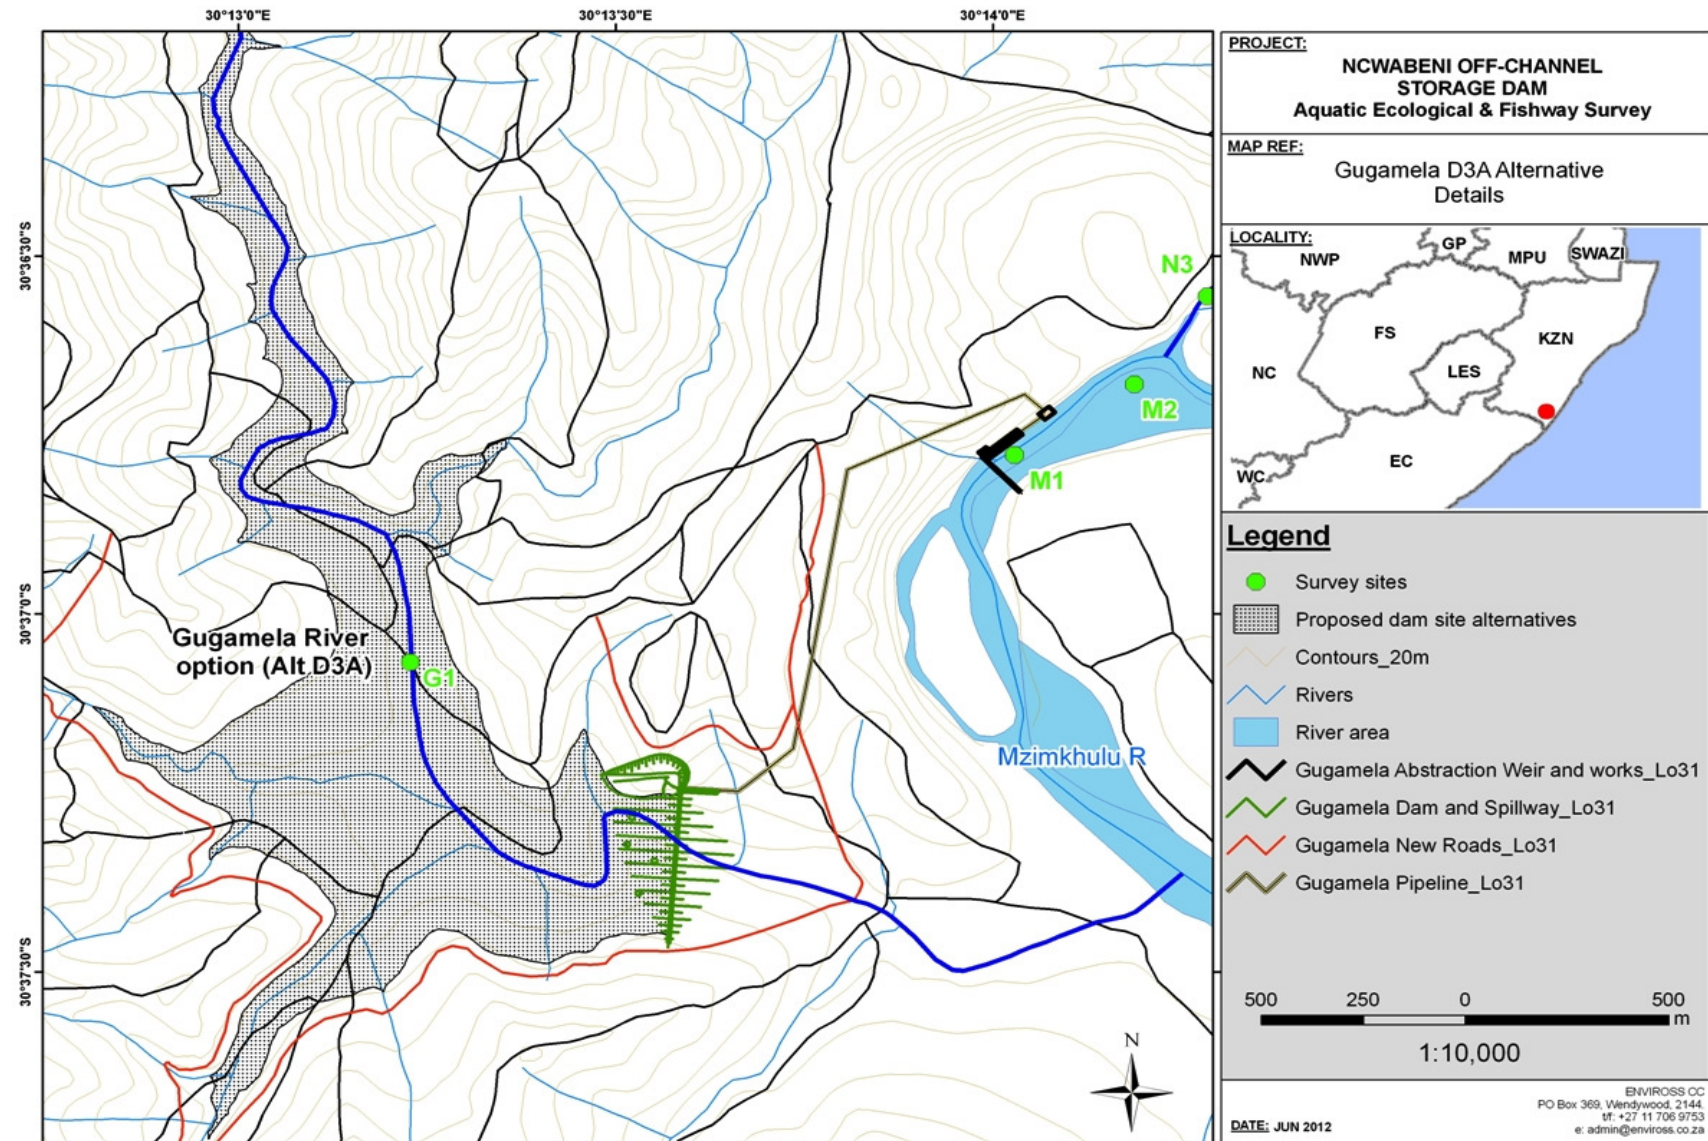 30°13'0"E
30°13'30"E
30°14'0"E
30°36'30"S
30°37'0"S
30°37'30"S
N3
M2
M1
Gugamela River
option (Alt D3A)
G1
Mzimkhulu R
N
PROJECT:
NCWABENI OFF-CHANNEL
STORAGE DAM
Aquatic Ecological & Fishway Survey
MAP REF:
Gugamela D3A Alternative
Details
LOCALITY:
NWP
GP
MPU
SWAZI
FS
KZN
NC
LES
EC
WC
Legend
Survey sites
Proposed dam site alternatives
Contours_20m
Rivers
River area
Gugamela Abstraction Weir and works_Lo31
Gugamela Dam and Spillway_Lo31
Gugamela New Roads_Lo31
Gugamela Pipeline_Lo31
500 250 0 500
m
1:10,000
ENVIROSS CC
PO Box 369, Wendywood, 2144.
t/f: +27 11 706 9753
e: admin@enviross.co.za
DATE: JUN 2012